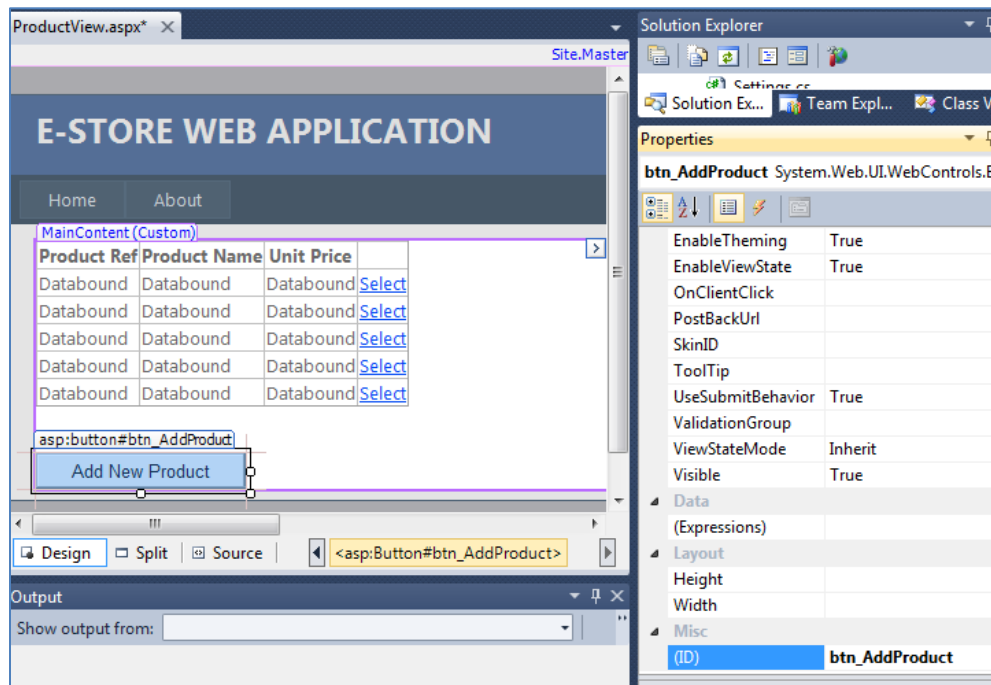 ProductView.aspx*
Site.Master
E-STORE WEB APPLICATION
Home About
MainContent (Custom)
Product Ref Product Name Unit Price
Databound Databound Databound Select
Databound Databound Databound Select
Databound Databound Databound Select
Databound Databound Databound Select
Databound Databound Databound Select
asp:button#btn_AddProduct
Add New Product
Design Split Source <asp:Button#btn_AddProduct>
Output
Show output from:
Solution Explorer
Solution Ex... Team Expl... Class V
Properties
btn_AddProduct System.Web.UI.WebControls.B
EnableTheming True
EnableViewState True
OnClientClick
PostBackUrl
SkinID
ToolTip
UseSubmitBehavior True
ValidationGroup
ViewStateMode Inherit
Visible True
Data
(Expressions)
Layout
Height
Width
Misc
(ID) btn_AddProduct